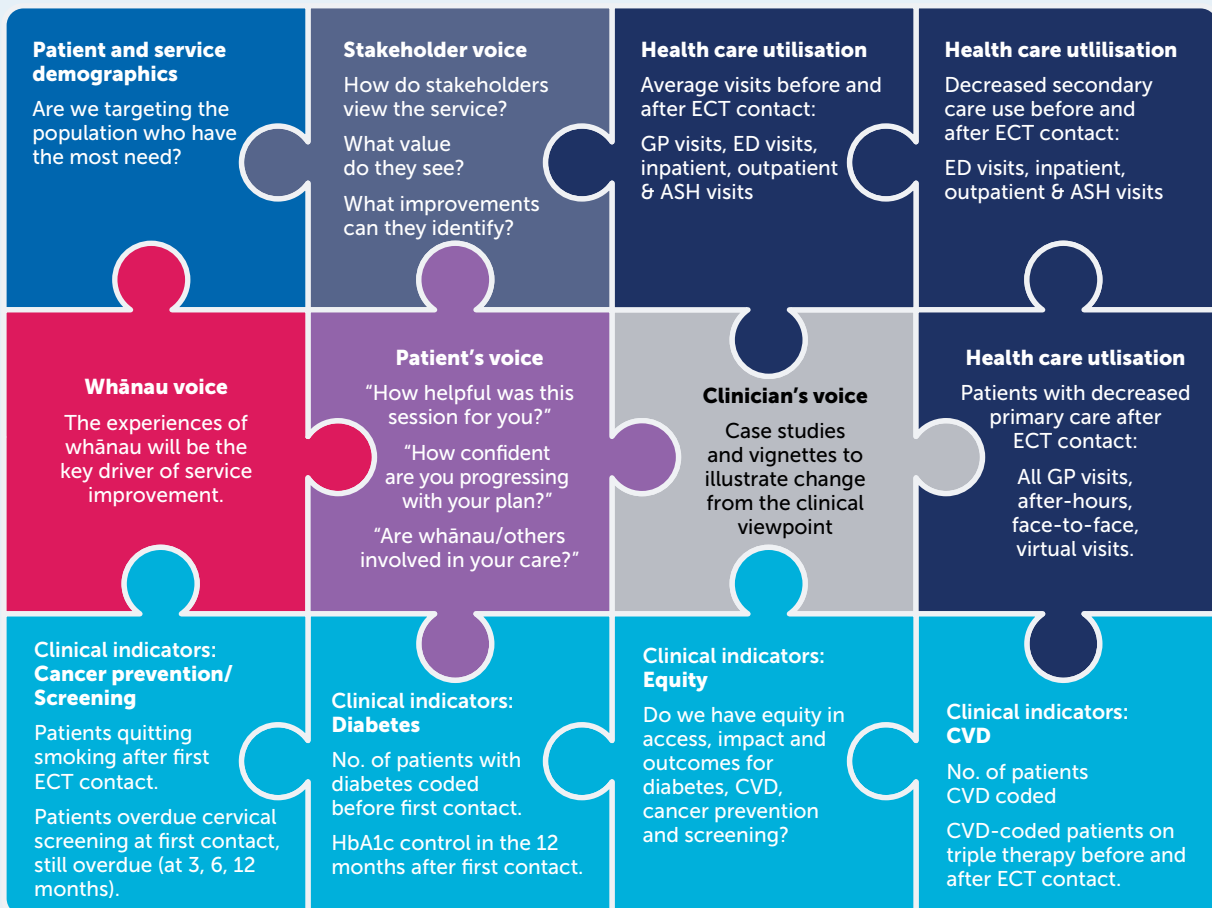 Patient and service
demographics
Are we targeting the
population who have
the most need?
Stakeholder voice
How do stakeholders
view the service?
What value
do they see?
What improvements
can they identify?
Health care utilisation
Average visits before and
after ECT contact:
GP visits, ED visits,
inpatient, outpatient
& ASH visits
Health care utlilisation
Decreased secondary
care use before and
after ECT contact:
ED visits, inpatient,
outpatient & ASH visits
Whānau voice
The experiences of
whānau will be the
key driver of service
improvement.
Patient’s voice
“How helpful was this
session for you?”
“How confident
are you progressing
with your plan?”
“Are whānau/others
involved in your care?”
Clinician’s voice
Case studies
and vignettes to
illustrate change
from the clinical
viewpoint
Health care utlisation
Patients with decreased
primary care after
ECT contact:
All GP visits,
after-hours,
face-to-face,
virtual visits.
Clinical indicators:
Cancer prevention/
Screening
Patients quitting
smoking after first
ECT contact.
Patients overdue cervical
screening at first contact,
still overdue (at 3, 6, 12
months).
Clinical indicators:
Diabetes
No. of patients with
diabetes coded
before first contact.
HbA1c control in the 12
months after first contact.
Clinical indicators:
Equity
Do we have equity in
access, impact and
outcomes for
diabetes, CVD,
cancer prevention
and screening?
Clinical indicators:
CVD
No. of patients
CVD coded
CVD-coded patients on
triple therapy before and
after ECT contact.